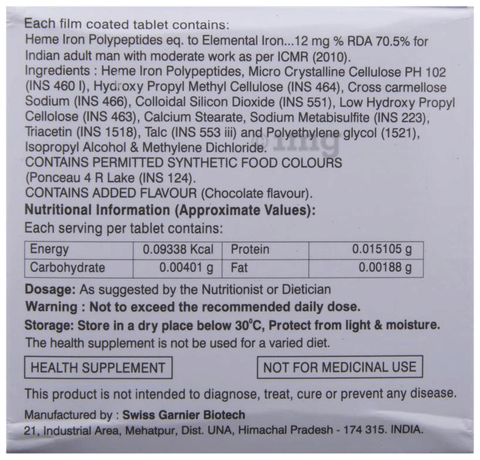 Each film coated tablet contains:
Heme Iron Polypeptides eq. to Elemental Iron...12 mg % RDA 70.5% for
Indian adult man with moderate work as per ICMR (2010).
Ingredients : Heme Iron Polypeptides, Micro Crystalline Cellulose PH 102
(INS 460 I), Hydroxy Propyl Methyl Cellulose (INS 464), Cross carmellose
Sodium (INS 466), Colloidal Silicon Dioxide (INS 551), Low Hydroxy Propyl
Cellolose (INS 463), Calcium Stearate, Sodium Metabisulfite (INS 223),
Triacetin (INS 1518), Talc (INS 553 iii) and Polyethylene glycol (1521),
Isopropyl Alcohol & Methylene Dichloride.
1mg
CONTAINS PERMITTED SYNTHETIC FOOD COLOURS
(Ponceau 4 R Lake (INS 124).
CONTAINS ADDED FLAVOUR (Chocolate flavour).
Nutritional Information (Approximate Values):
Each serving per tablet contains:
Energy 0.09338 Kcal Protein 0.015105 g
Carbohydrate 0.00401 g Fat 0.00188 g
Dosage: As suggested by the Nutritionist or Dietician
Warning : Not to exceed the recommended daily dose.
Storage: Store in a dry place below 30°C, Protect from light & moisture.
The health supplement is not be used for a varied diet.
HEALTH SUPPLEMENT NOT FOR MEDICINAL USE
This product is not intended to diagnose, treat, cure or prevent any disease.
Manufactured by : Swiss Garnier Biotech
21, Industrial Area, Mehatpur, Dist. UNA, Himachal Pradesh - 174 315. INDIA.